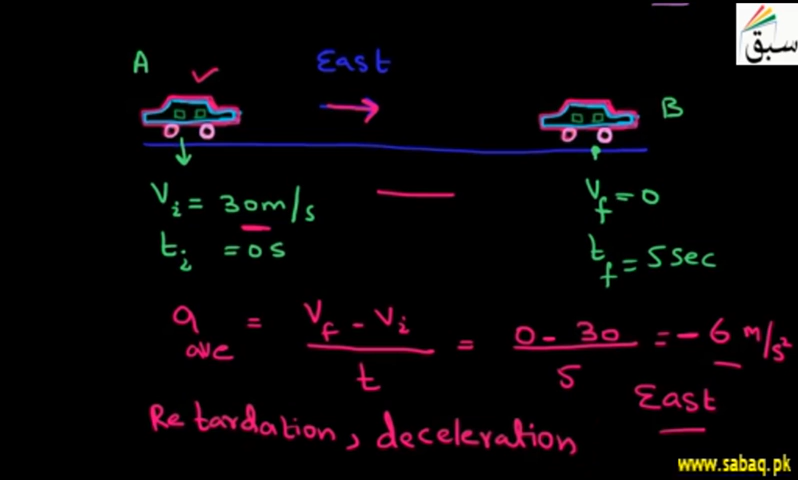 سبق
A East
B
Vi = 30m/s
Vf = 0
ti = 0s
tf = 5sec
aave = Vf - Vi / t = 0 - 30 / 5 = - 6 m/s²
East
Retardation, deceleration
www.sabaq.pk